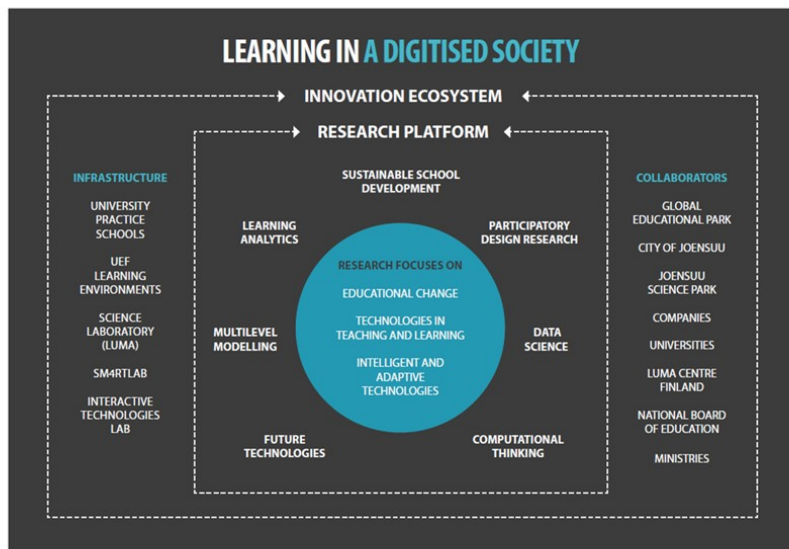 LEARNING IN A DIGITISED SOCIETY
INNOVATION ECOSYSTEM
RESEARCH PLATFORM
INFRASTRUCTURE
UNIVERSITY
PRACTICE
SCHOOLS
UEF
LEARNING
ENVIRONMENTS
SCIENCE
LABORATORY
(LUMA)
SM4RTLAB
INTERACTIVE
TECHNOLOGIES
LAB
SUSTAINABLE SCHOOL
DEVELOPMENT
LEARNING
ANALYTICS
PARTICIPATORY
DESIGN RESEARCH
MULTILEVEL
MODELLING
DATA
SCIENCE
FUTURE
TECHNOLOGIES
COMPUTATIONAL
THINKING
RESEARCH FOCUSES ON
EDUCATIONAL CHANGE
TECHNOLOGIES IN
TEACHING AND LEARNING
INTELLIGENT AND
ADAPTIVE
TECHNOLOGIES
COLLABORATORS
GLOBAL
EDUCATIONAL PARK
CITY OF JOENSUU
JOENSUU
SCIENCE PARK
COMPANIES
UNIVERSITIES
LUMA CENTRE
FINLAND
NATIONAL BOARD
OF EDUCATION
MINISTRIES